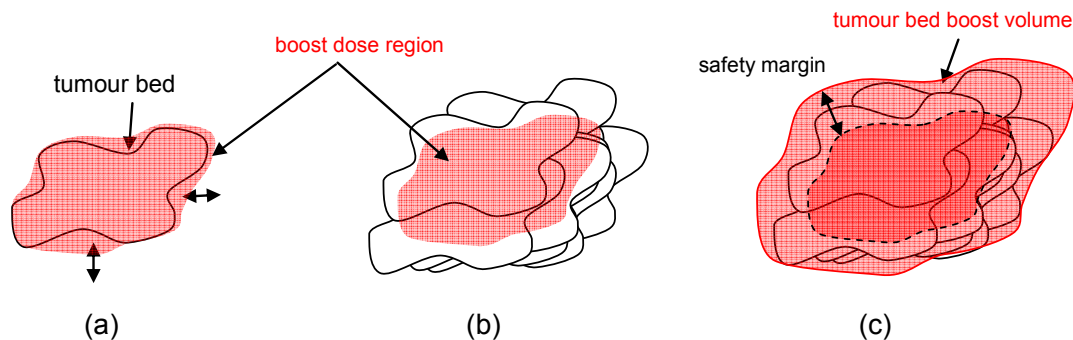 tumour bed boost volume
boost dose region
safety margin
tumour bed
(a)
(b)
(c)